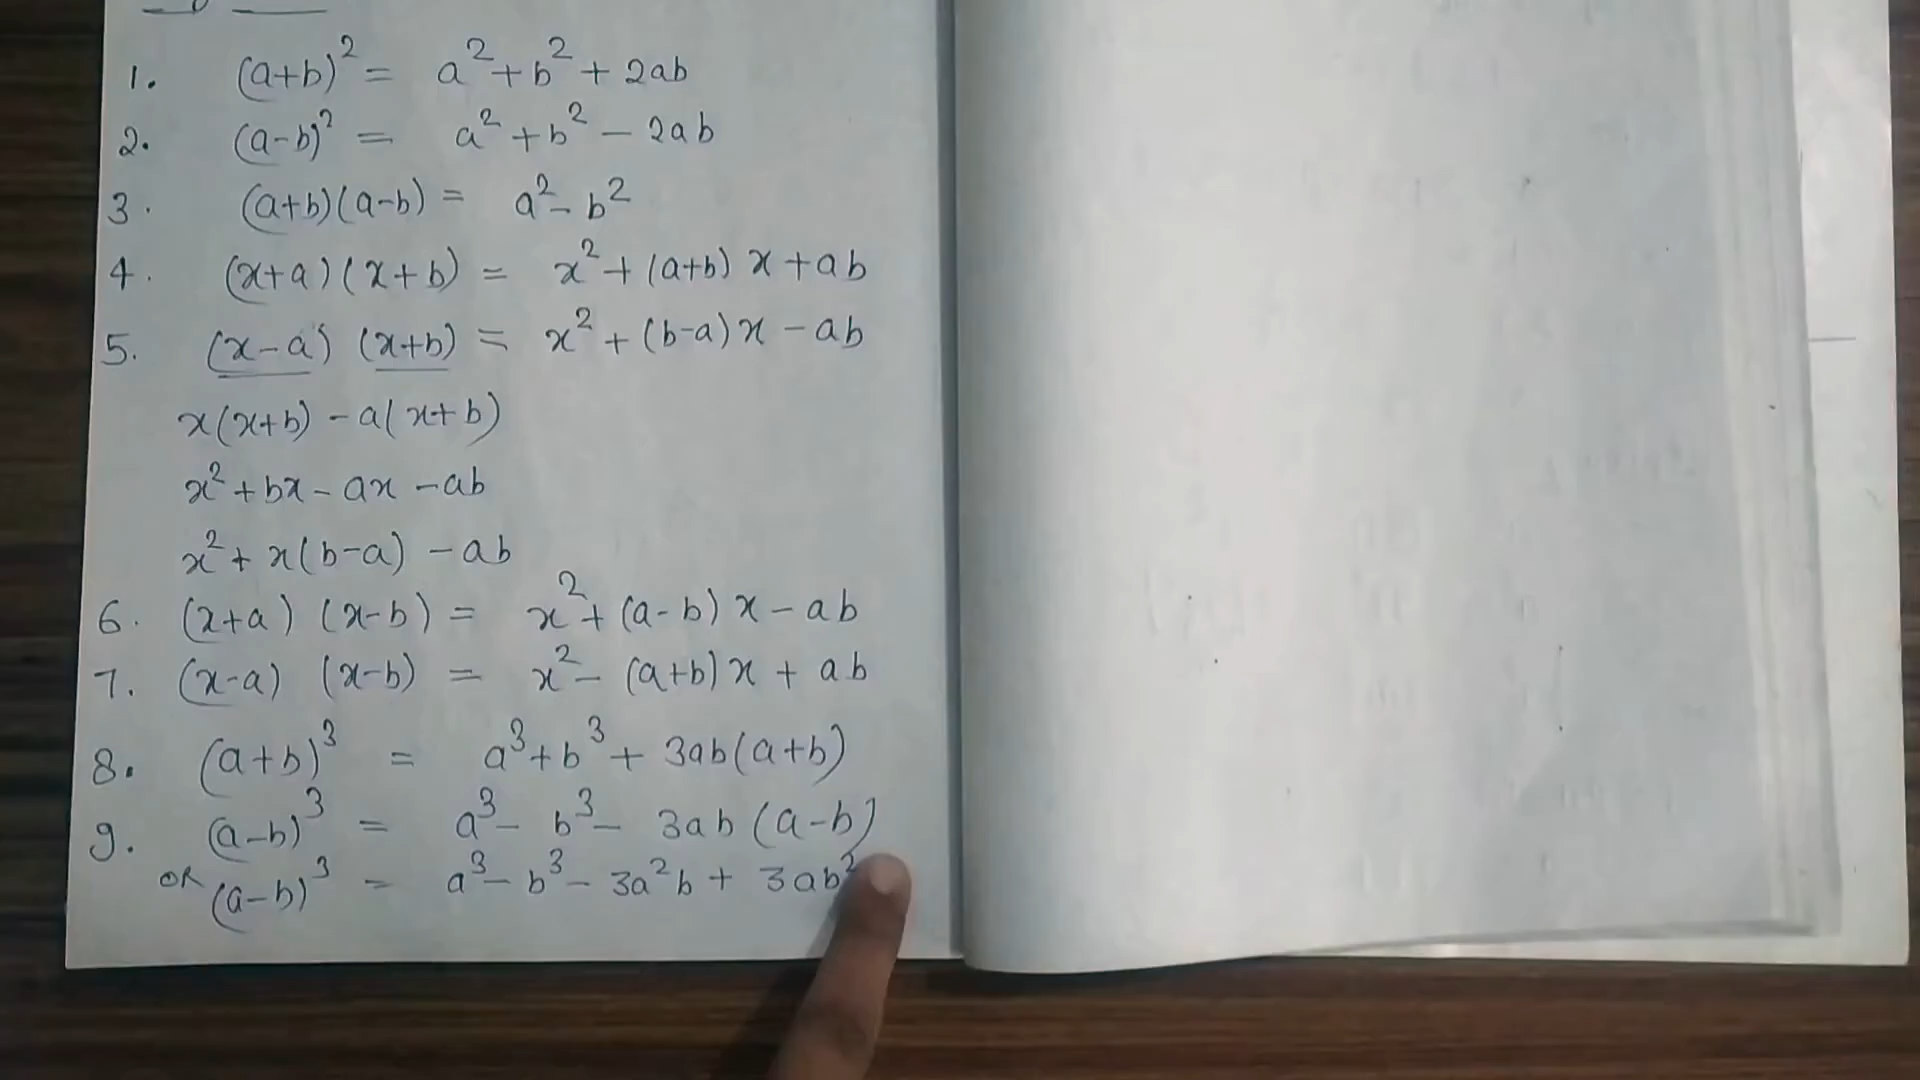 1. (a+b)² = a² + b² + 2ab
2. (a-b)² = a² + b² - 2ab
3. (a+b)(a-b) = a² - b²
4. (x+a)(x+b) = x² + (a+b) x + ab
5. (x-a) (x+b) = x² + (b-a) x - ab
x(x+b) - a(x+b)
x² + bx - ax - ab
x² + x(b-a) - ab
6. (x+a) (x-b) = x² + (a-b) x - ab
7. (x-a) (x-b) = x² - (a+b) x + ab
8. (a+b)³ = a³ + b³ + 3ab(a+b)
9. (a-b)³ = a³ - b³ - 3ab (a-b)
OR (a-b)³ = a³ - b³ - 3a²b + 3ab²